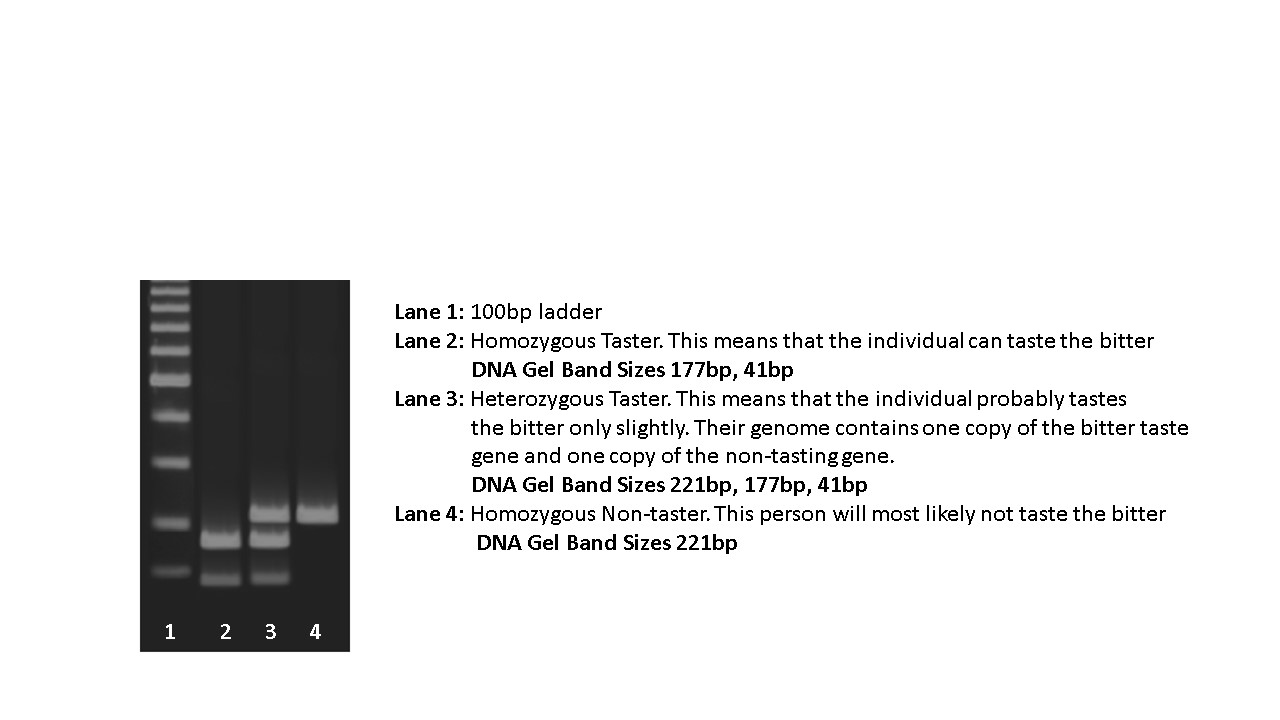 Lane 1: 100bp ladder
Lane 2: Homozygous Taster. This means that the individual can taste the bitter
DNA Gel Band Sizes 177bp, 41bp
Lane 3: Heterozygous Taster. This means that the individual probably tastes
the bitter only slightly. Their genome contains one copy of the bitter taste
gene and one copy of the non-tasting gene.
DNA Gel Band Sizes 221bp, 177bp, 41bp
Lane 4: Homozygous Non-taster. This person will most likely not taste the bitter
DNA Gel Band Sizes 221bp
1 2 3 4